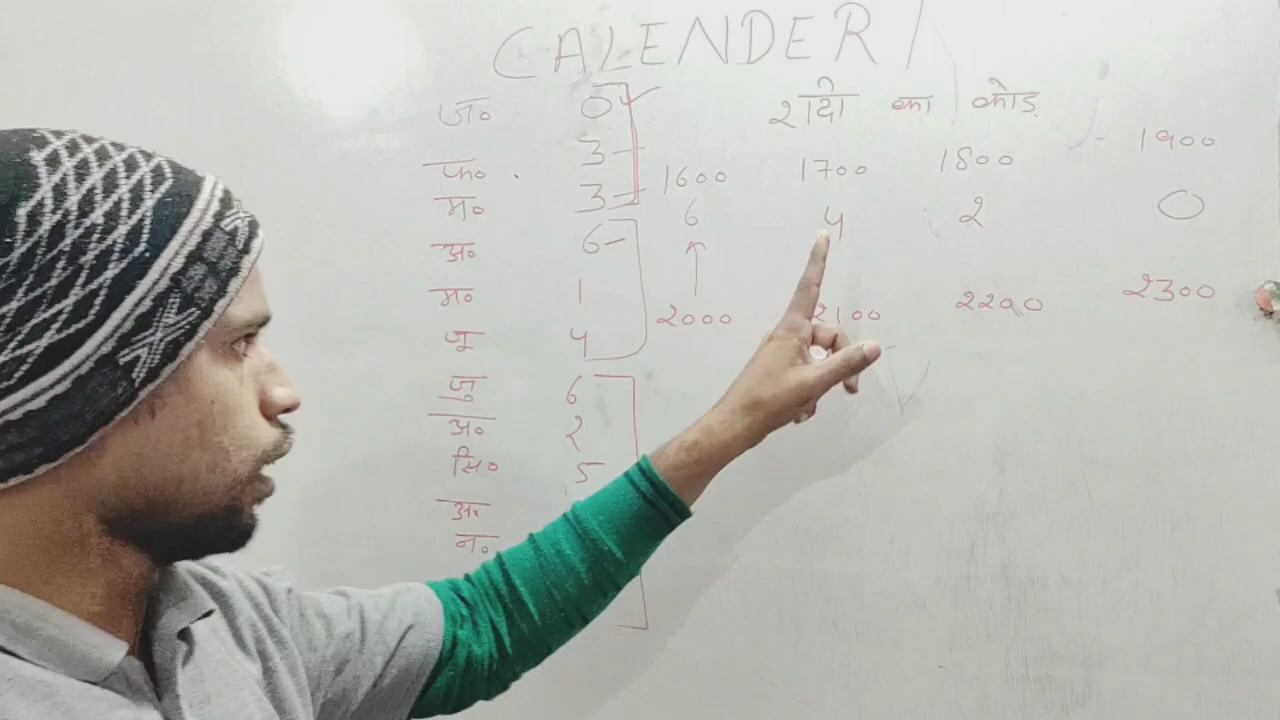 CALENDER
ज० 0
फ० 3
म० 3
अ० 6
म० 1
जू 4
जु 6
अ० 2
सि० 5
अ०
न०
शदी का कोड
1600 1700 1800 1900
6 4 2 0
2000 2100 2200 2300